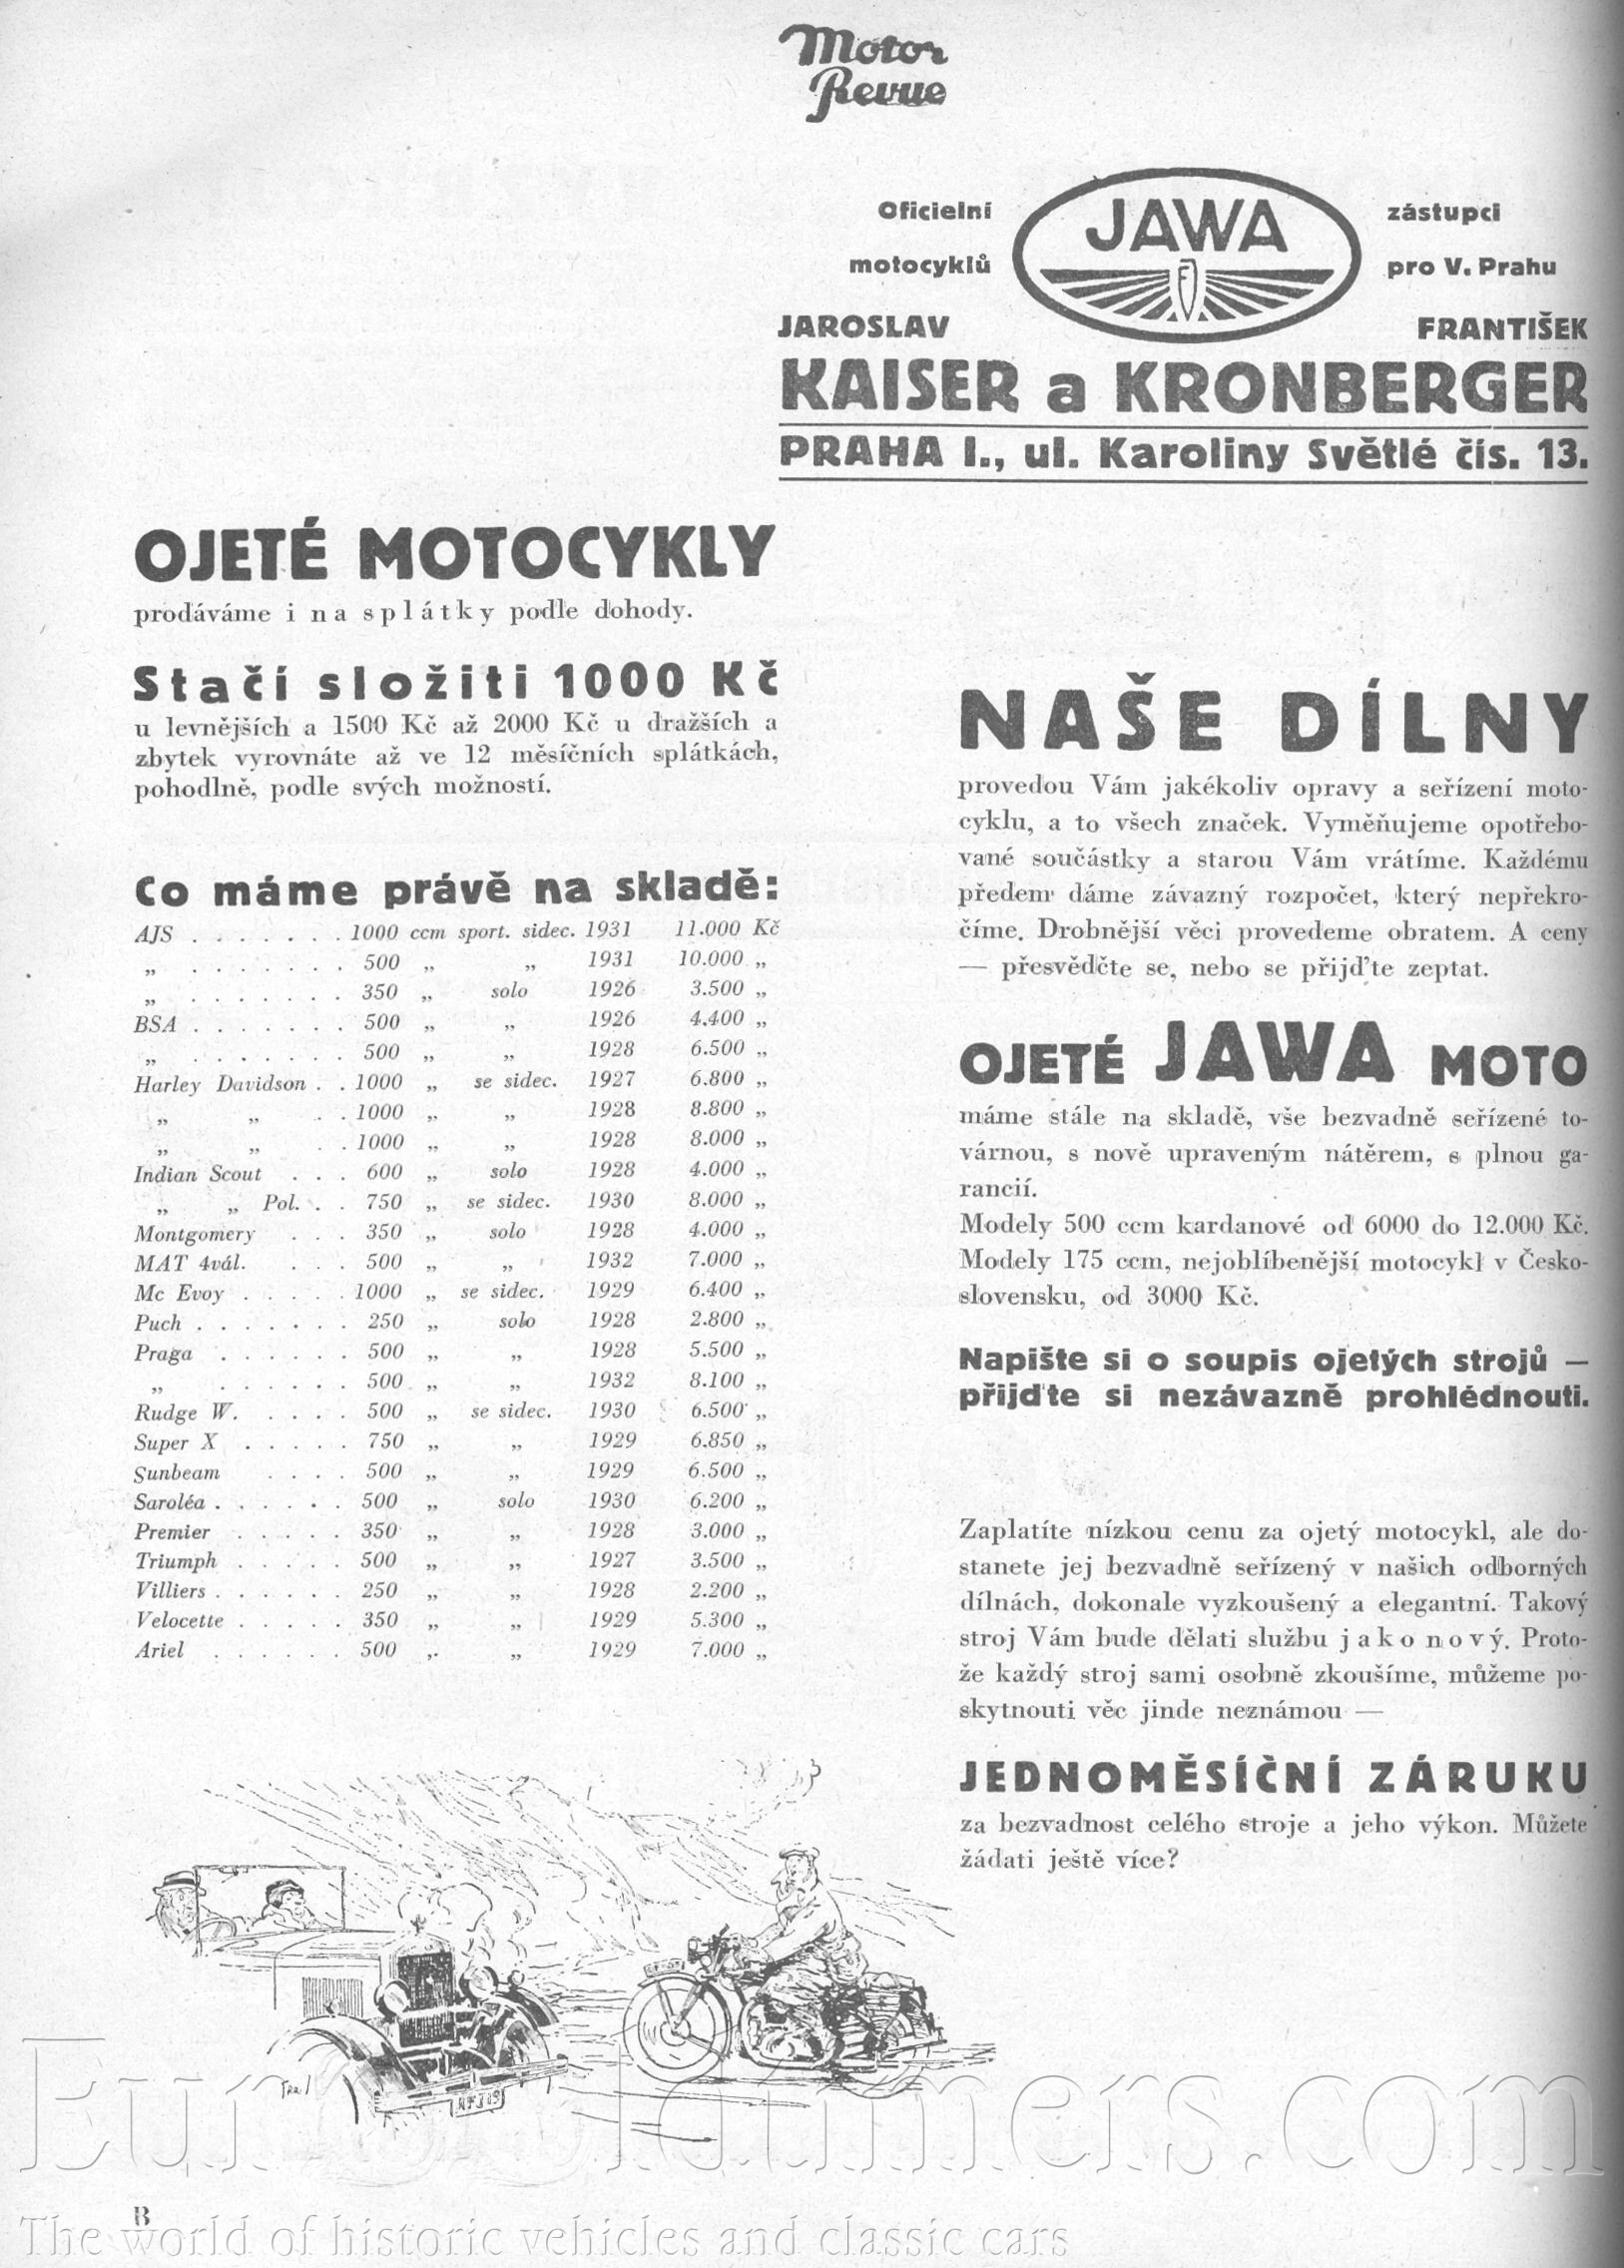 Motor
Revue
Oficielní JAWA zástupci
motocyklů pro V. Prahu
JAROSLAV FRANTIŠEK
KAISER a KRONBERGER
PRAHA I., ul. Karoliny Světlé čís. 13.
OJETÉ MOTOCYKLY
prodáváme i na splátky podle dohody.
Stačí složiti 1000 Kč
u levnějších a 1500 Kč až 2000 Kč u dražších a
zbytek vyrovnáte až ve 12 měsíčních splátkách,
pohodlně, podle svých možností.
Co máme právě na skladě:
AJS . . . . . . . 1000 ccm sport. sidec. 1931 11.000 Kč
„ . . . . . . . 500 „ „ 1931 10.000 „
„ . . . . . . . 350 „ solo 1926 3.500 „
BSA . . . . . . . 500 „ „ 1926 4.400 „
„ . . . . . . . 500 „ „ 1928 6.500 „
Harley Davidson . . 1000 „ se sidec. 1927 6.800 „
„ „ . . 1000 „ „ 1928 8.800 „
„ „ . . 1000 „ „ 1928 8.000 „
Indian Scout . . . 600 „ solo 1928 4.000 „
„ „ Pol. . . 750 „ se sidec. 1930 8.000 „
Montgomery . . . 350 „ solo 1928 4.000 „
MAT 4vál. . . . 500 „ „ 1932 7.000 „
Mc Evoy . . . . . 1000 „ se sidec. 1929 6.400 „
Puch . . . . . . . 250 „ solo 1928 2.800 „
Praga . . . . . . 500 „ „ 1928 5.500 „
„ . . . . . . 500 „ „ 1932 8.100 „
Rudge W. . . . . 500 „ se sidec. 1930 6.500 „
Super X . . . . . 750 „ „ 1929 6.850 „
Sunbeam . . . . 500 „ „ 1929 6.500 „
Saroléa . . . . . . 500 „ solo 1930 6.200 „
Premier . . . . . 350 „ „ 1928 3.000 „
Triumph . . . . . 500 „ „ 1927 3.500 „
Villiers . . . . . . 250 „ „ 1928 2.200 „
Velocette . . . . . 350 „ „ 1929 5.300 „
Ariel . . . . . . 500 „ „ 1929 7.000 „
NAŠE DÍLNY
provedou Vám jakékoliv opravy a seřízení moto-
cyklu, a to všech značek. Vyměňujeme opotřebo-
vané součástky a starou Vám vrátíme. Každému
předem dáme závazný rozpočet, který nepřekro-
číme. Drobnější věci provedeme obratem. A ceny
— přesvědčte se, nebo se přijďte zeptat.
OJETÉ JAWA MOTO
máme stále na skladě, vše bezvadně seřízené to-
várnou, s nově upraveným nátěrem, s plnou ga-
rancií.
Modely 500 ccm kardanové od 6000 do 12.000 Kč.
Modely 175 ccm, nejoblíbenější motocykl v Česko-
slovensku, od 3000 Kč.
Napište si o soupis ojetých strojů —
přijďte si nezávazně prohlédnouti.
Zaplatíte nízkou cenu za ojetý motocykl, ale do-
stanete jej bezvadně seřízený v našich odborných
dílnách, dokonale vyzkoušený a elegantní. Takový
stroj Vám bude dělati službu jako nový. Proto-
že každý stroj sami osobně zkoušíme, můžeme po-
skytnouti věc jinde neznámou —
JEDNOMĚSÍČNÍ ZÁRUKU
za bezvadnost celého stroje a jeho výkon. Můžete
žádati ještě více?
B
The world of historic vehicles and classic cars